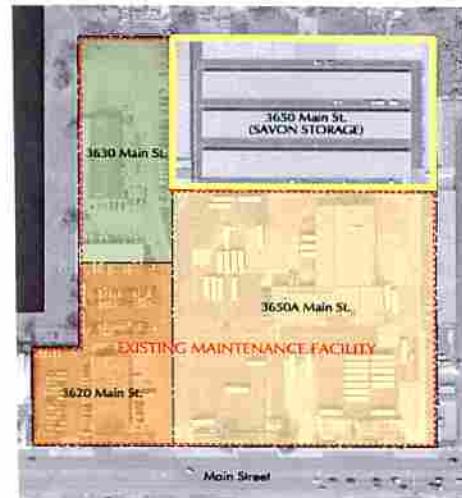 3650 Main St.
(SAVON STORAGE)
3630 Main St.
3650A Main St.
EXISTING MAINTENANCE FACILITY
3620 Main St.
Main Street